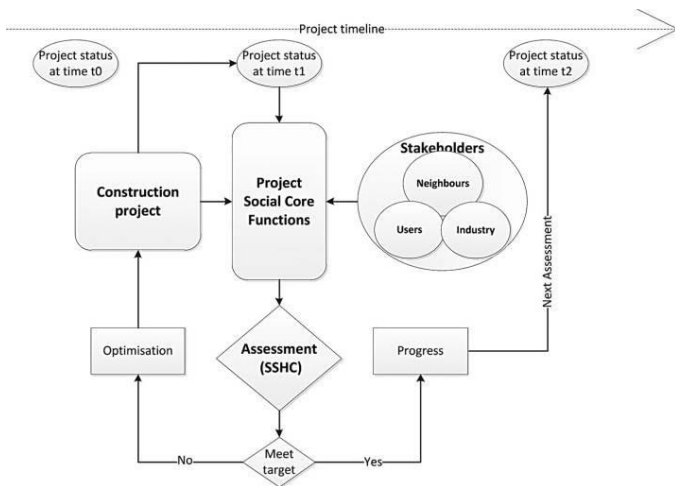 Project timeline
Project status
at time t0
Project status
at time t1
Project status
at time t2
Construction
project
Project
Social Core
Functions
Stakeholders
Neighbours
Users
Industry
Next Assessment
Optimisation
Assessment
(SSHC)
Progress
No
Meet
target
Yes